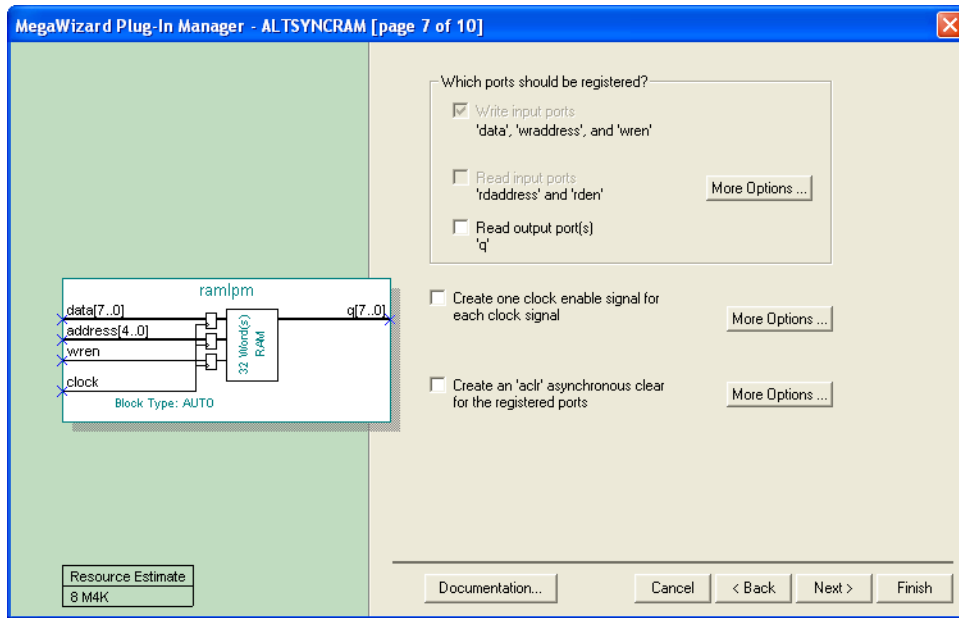 MegaWizard Plug-In Manager - ALTSYNCRAM [page 7 of 10]
Which ports should be registered?
Write input ports
'data', 'wraddress', and 'wren'
Read input ports
'rdaddress' and 'rden'
More Options ...
Read output port(s)
'q'
ramlpm
data[7..0]
q[7..0]
address[4..0]
wren
clock
32 Word(s)
RAM
Block Type: AUTO
Create one clock enable signal for
each clock signal
More Options ...
Create an 'aclr' asynchronous clear
for the registered ports
More Options ...
Resource Estimate
8 M4K
Documentation...
Cancel
< Back
Next >
Finish